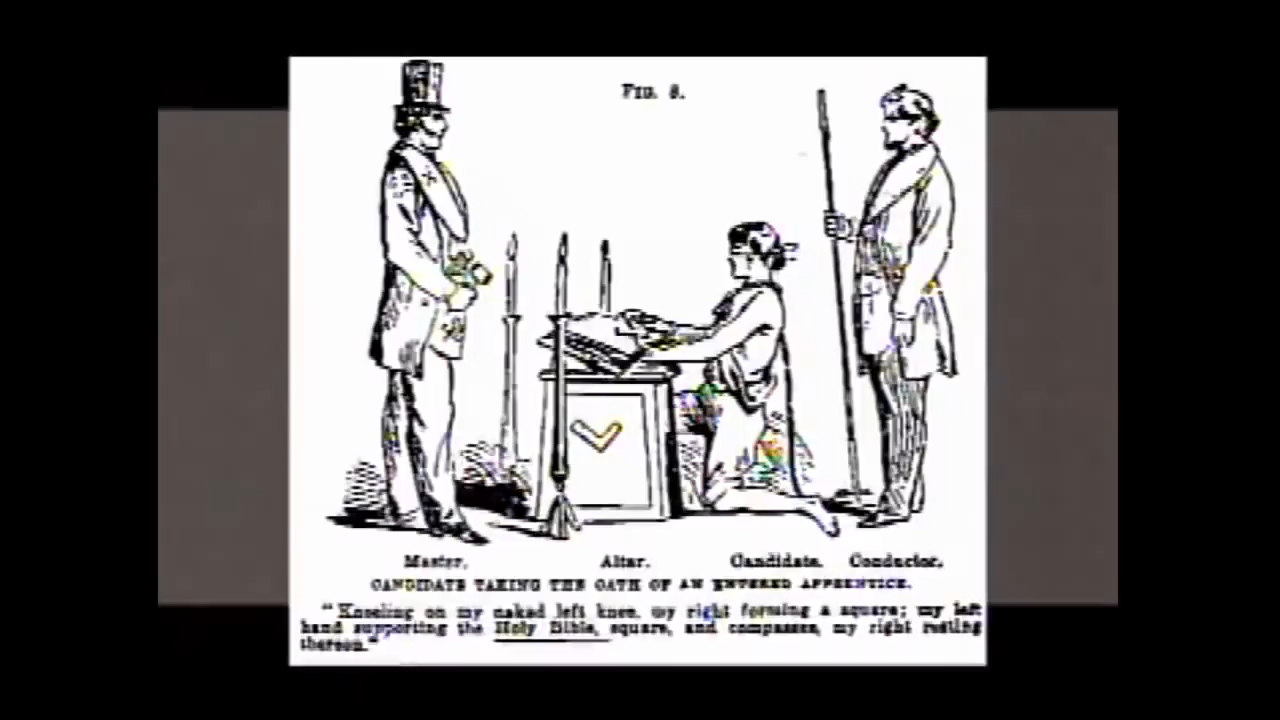 FIG. 8.
Master. Altar. Candidate. Conductor.
CANDIDATE TAKING THE OATH OF AN ENTERED APPRENTICE.
"Kneeling on my naked left knee, my right forming a square; my left
hand supporting the Holy Bible, square, and compasses, my right resting
thereon."